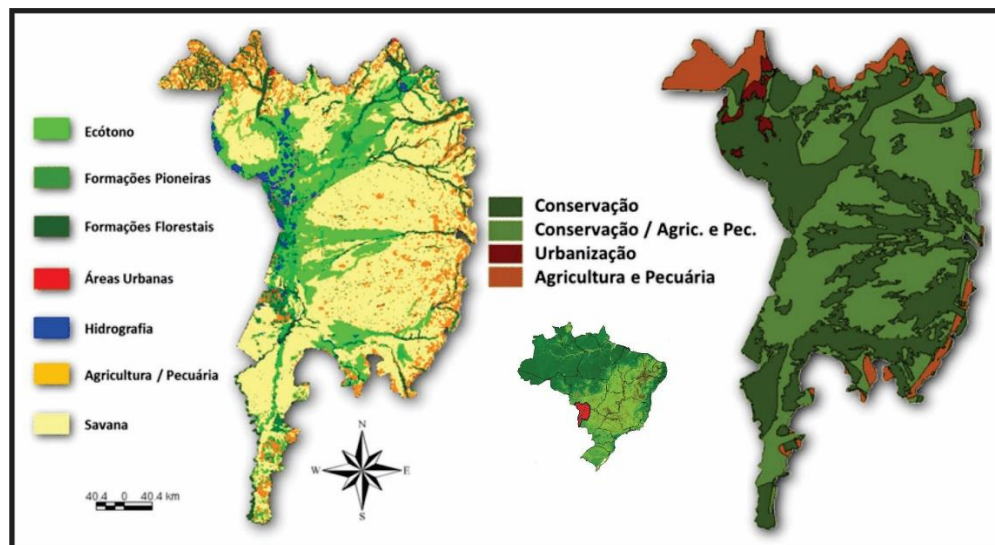 Ecótono
Formações Pioneiras
Formações Florestais
Áreas Urbanas
Hidrografia
Agricultura / Pecuária
Savana
40.4 0 40.4 km
N
W
E
S
Conservação
Conservação / Agric. e Pec.
Urbanização
Agricultura e Pecuária